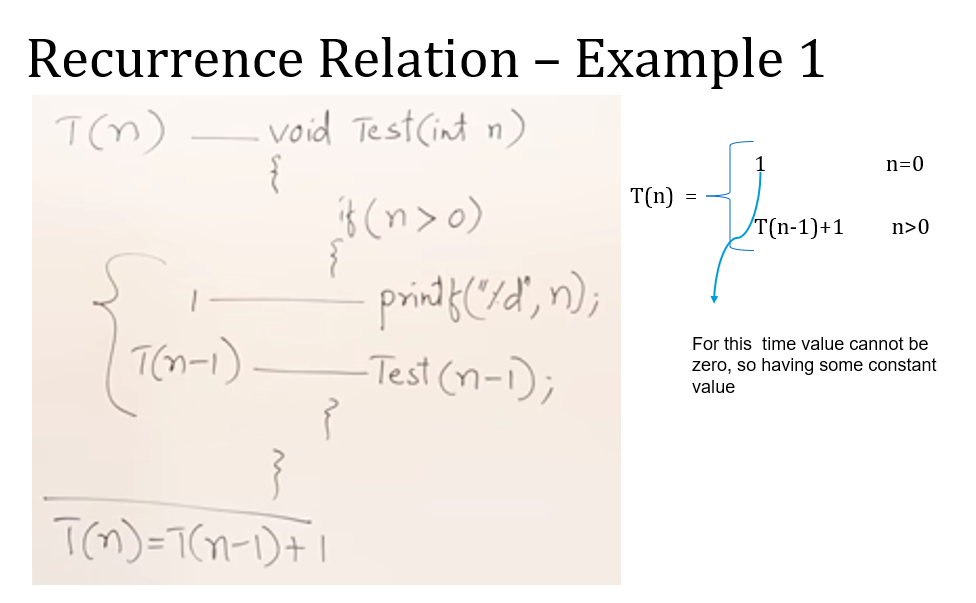 Recurrence Relation – Example 1
T(n) — void Test(int n)
{
if(n>0)
{
1 — printf("%d", n);
T(n-1) — Test(n-1);
}
}
T(n)=T(n-1)+1
1 n=0
T(n) =
T(n-1)+1 n>0
For this time value cannot be
zero, so having some constant
value